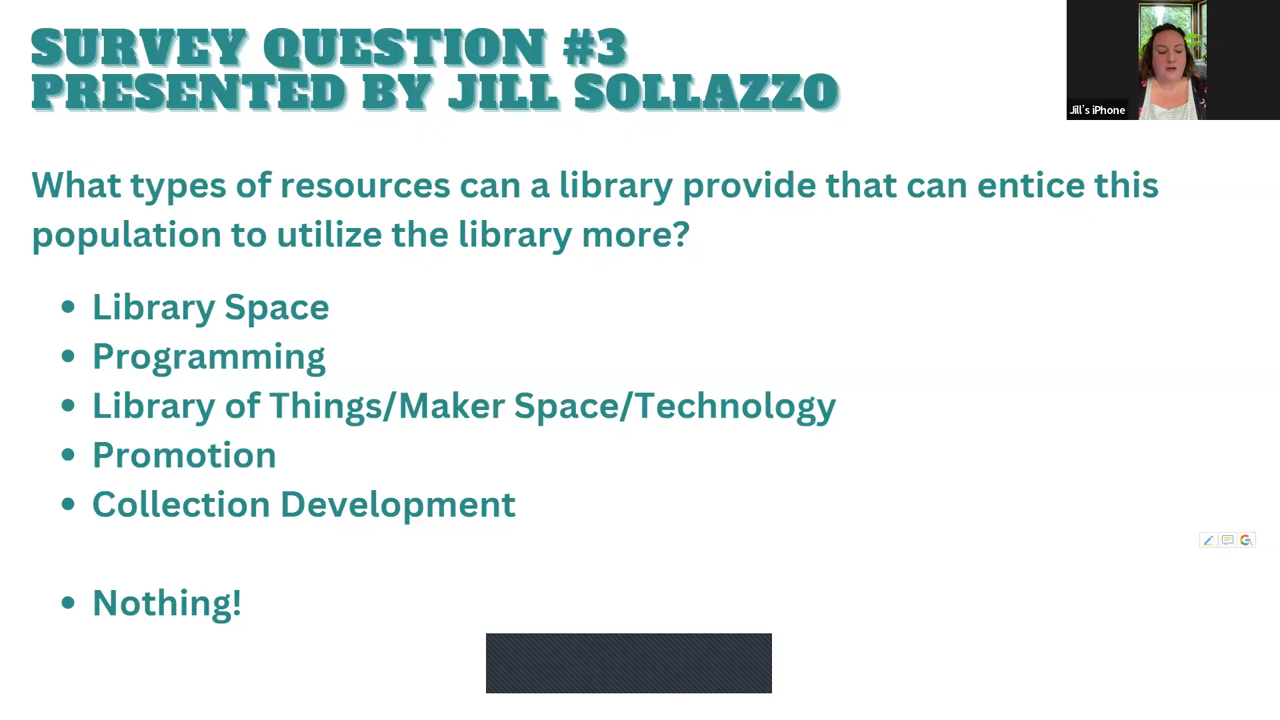 SURVEY QUESTION #3
PRESENTED BY JILL SOLLAZZO
Jill's iPhone
What types of resources can a library provide that can entice this
population to utilize the library more?
• Library Space
• Programming
• Library of Things/Maker Space/Technology
• Promotion
• Collection Development
• Nothing!